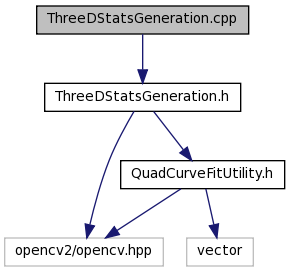 ThreeDStatsGeneration.cpp
ThreeDStatsGeneration.h
QuadCurveFitUtility.h
opencv2/opencv.hpp
vector